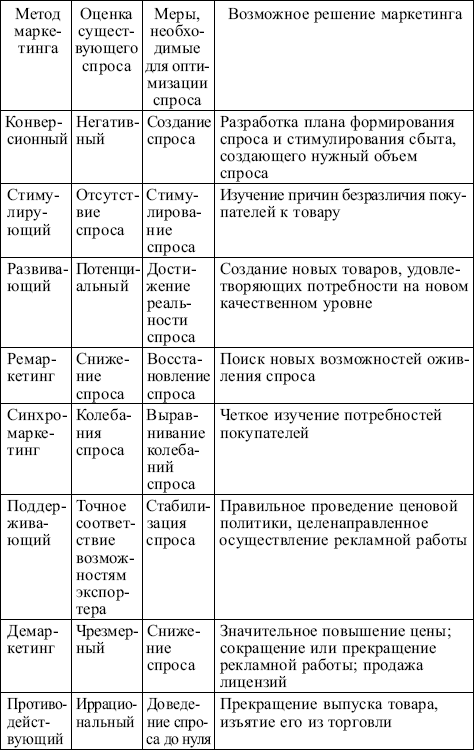 Метод
марке-
тинга
Оценка
сущест-
вующего
спроса
Меры,
необхо-
димые
для опти-
мизации
спроса
Возможное решение маркетинга
Конвер-
сионный
Негатив-
ный
Создание
спроса
Разработка плана формирования
спроса и стимулирования сбыта,
создающего нужный объем
спроса
Стиму-
лирую-
ющий
Отсутст-
вие
спроса
Стиму-
лирова-
ние
спроса
Изучение причин безразличия поку-
пателей к товару
Развива-
ющий
Потенци-
альный
Дости-
жение
реаль-
ности
спроса
Создание новых товаров, удовле-
творяющих потребности на новом
качественном уровне
Ремар-
кетинг
Сниже-
ние
спроса
Восста-
новление
спроса
Поиск новых возможностей ожив-
ления спроса
Синхро-
марке-
тинг
Колеба-
ния
спроса
Вырав-
нивание
колеба-
ний
спроса
Четкое изучение потребностей
покупателей
Поддер-
жива-
ющий
Точное
соответ-
ствие
возмож-
ностям
экспор-
тера
Стабили-
зация
спроса
Правильное проведение ценовой
политики, целенаправленное
осуществление рекламной работы
Демар-
кетинг
Чрезмер-
ный
Сниже-
ние
спроса
Значительное повышение цены;
сокращение или прекращение
рекламной работы; продажа
лицензий
Противо-
дейст-
вующий
Иррацио-
нальный
Доведе-
ние спро-
са до нуля
Прекращение выпуска товара,
изъятие его из торговли